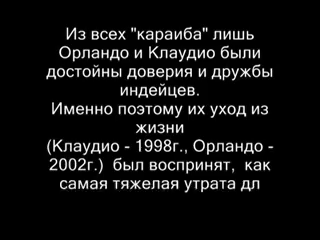 Из всех "караиба" лишь
Орландо и Клаудио были
достойны доверия и дружбы
индейцев.
Именно поэтому их уход из
жизни
(Клаудио - 1998г., Орландо -
2002г.) был воспринят, как
самая тяжелая утрата дл